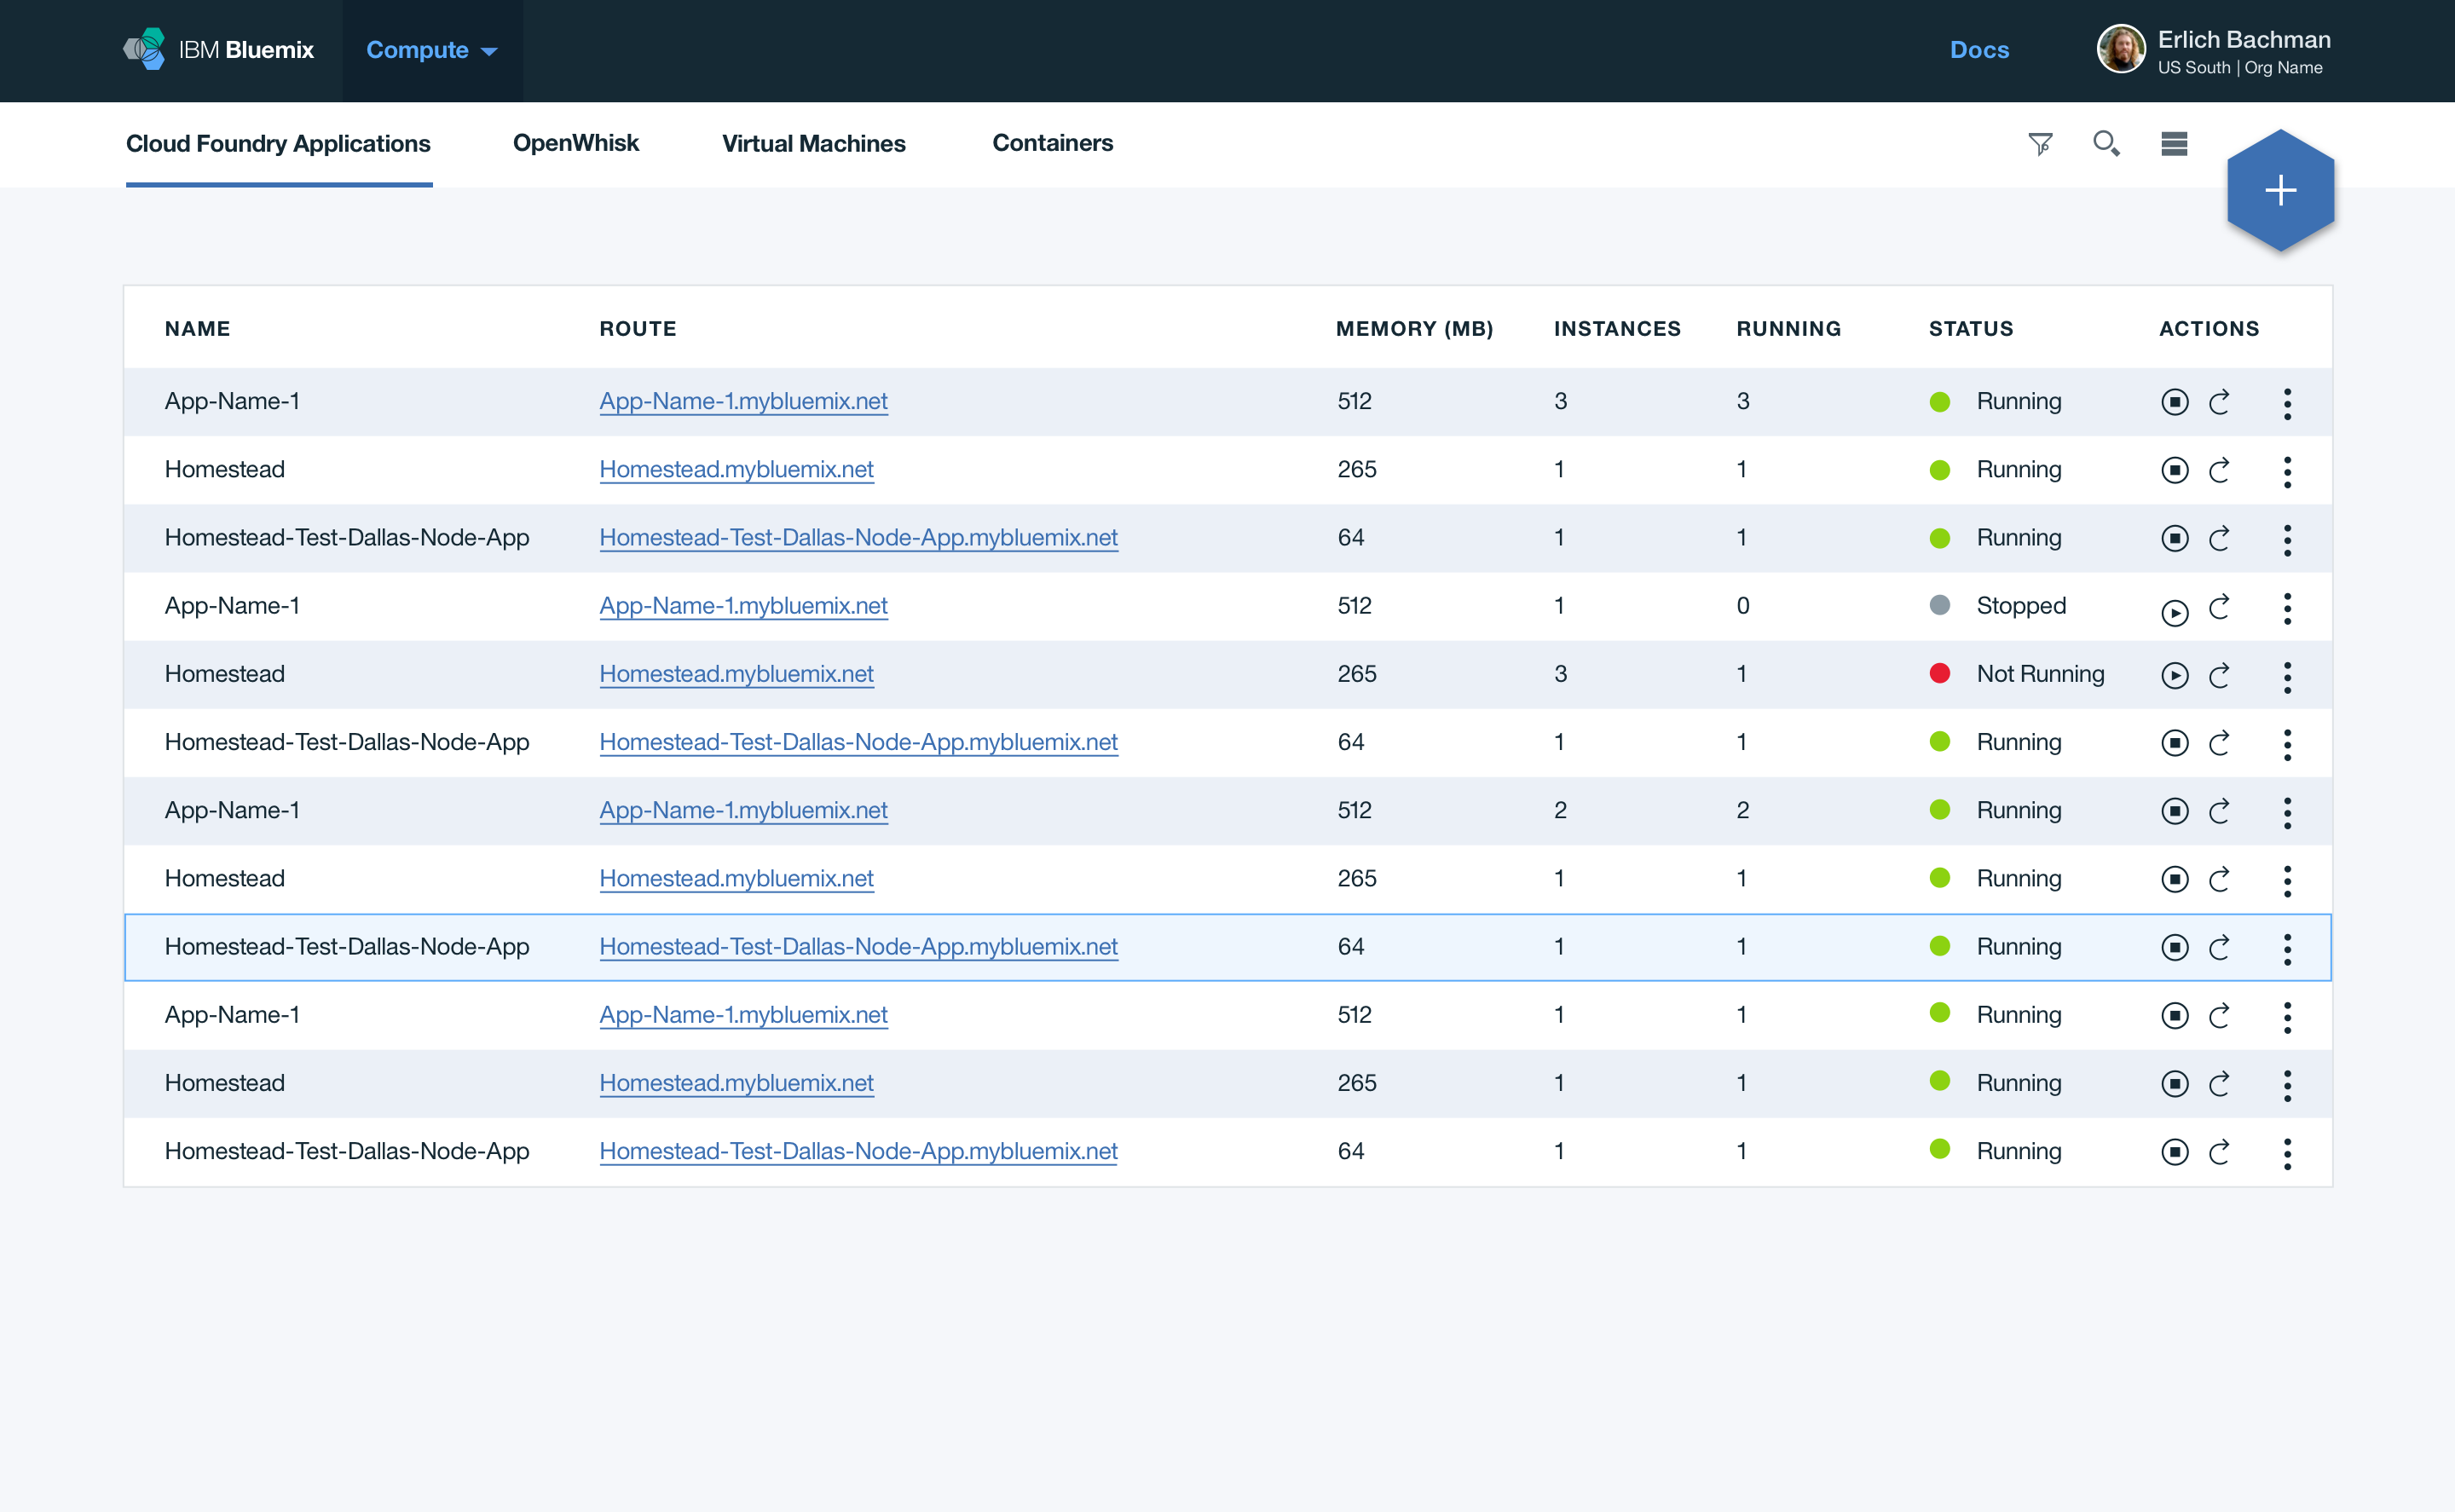 IBM Bluemix Compute Docs Erlich Bachman
US South | Org Name
Cloud Foundry Applications OpenWhisk Virtual Machines Containers
NAME ROUTE MEMORY (MB) INSTANCES RUNNING STATUS ACTIONS
App-Name-1 App-Name-1.mybluemix.net 512 3 3 Running
Homestead Homestead.mybluemix.net 265 1 1 Running
Homestead-Test-Dallas-Node-App Homestead-Test-Dallas-Node-App.mybluemix.net 64 1 1 Running
App-Name-1 App-Name-1.mybluemix.net 512 1 0 Stopped
Homestead Homestead.mybluemix.net 265 3 1 Not Running
Homestead-Test-Dallas-Node-App Homestead-Test-Dallas-Node-App.mybluemix.net 64 1 1 Running
App-Name-1 App-Name-1.mybluemix.net 512 2 2 Running
Homestead Homestead.mybluemix.net 265 1 1 Running
Homestead-Test-Dallas-Node-App Homestead-Test-Dallas-Node-App.mybluemix.net 64 1 1 Running
App-Name-1 App-Name-1.mybluemix.net 512 1 1 Running
Homestead Homestead.mybluemix.net 265 1 1 Running
Homestead-Test-Dallas-Node-App Homestead-Test-Dallas-Node-App.mybluemix.net 64 1 1 Running